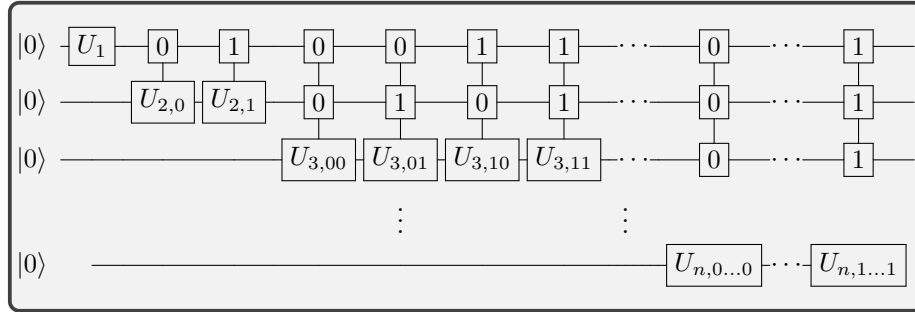 |0⟩ U₁ 0 1 0 0 1 1 ··· 0 ··· 1
|0⟩ U₂,₀ U₂,₁ 0 1 0 1 ··· 0 ··· 1
|0⟩ U₃,₀₀ U₃,₀₁ U₃,₁₀ U₃,₁₁ ··· 0 ··· 1
⋮ ⋮
|0⟩ Uₙ,₀…₀ ··· Uₙ,₁…₁